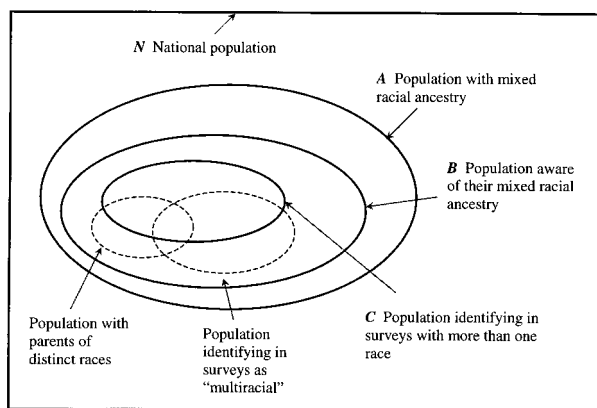 N National population
A Population with mixed
racial ancestry
B Population aware
of their mixed racial
ancestry
C Population identifying in
surveys with more than one
race
Population with
parents of
distinct races
Population
identifying in
surveys as
“multiracial”